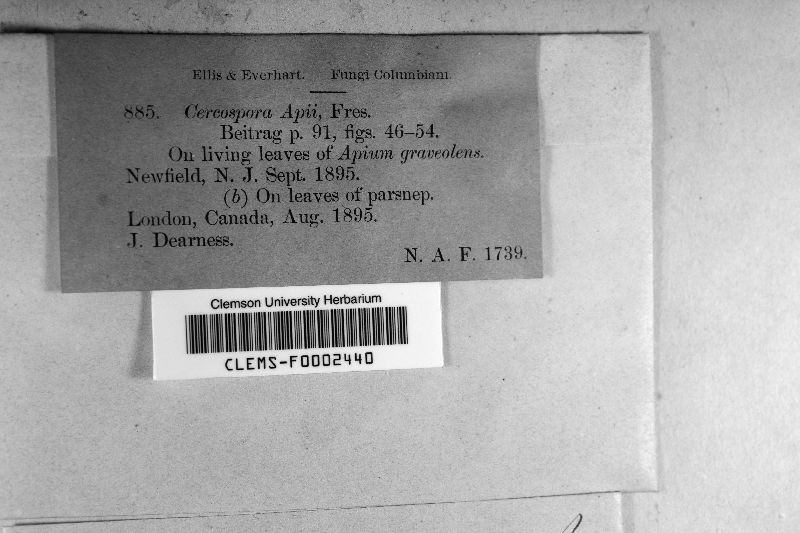 Ellis & Everhart. Fungi Columbiani.
885. Cercospora Apii, Fres.
Beitrag p. 91, figs. 46–54.
On living leaves of Apium graveolens.
Newfield, N. J. Sept. 1895.
(b) On leaves of parsnep.
London, Canada, Aug. 1895.
J. Dearness.
N. A. F. 1739.
Clemson University Herbarium
CLEMS-F0002440